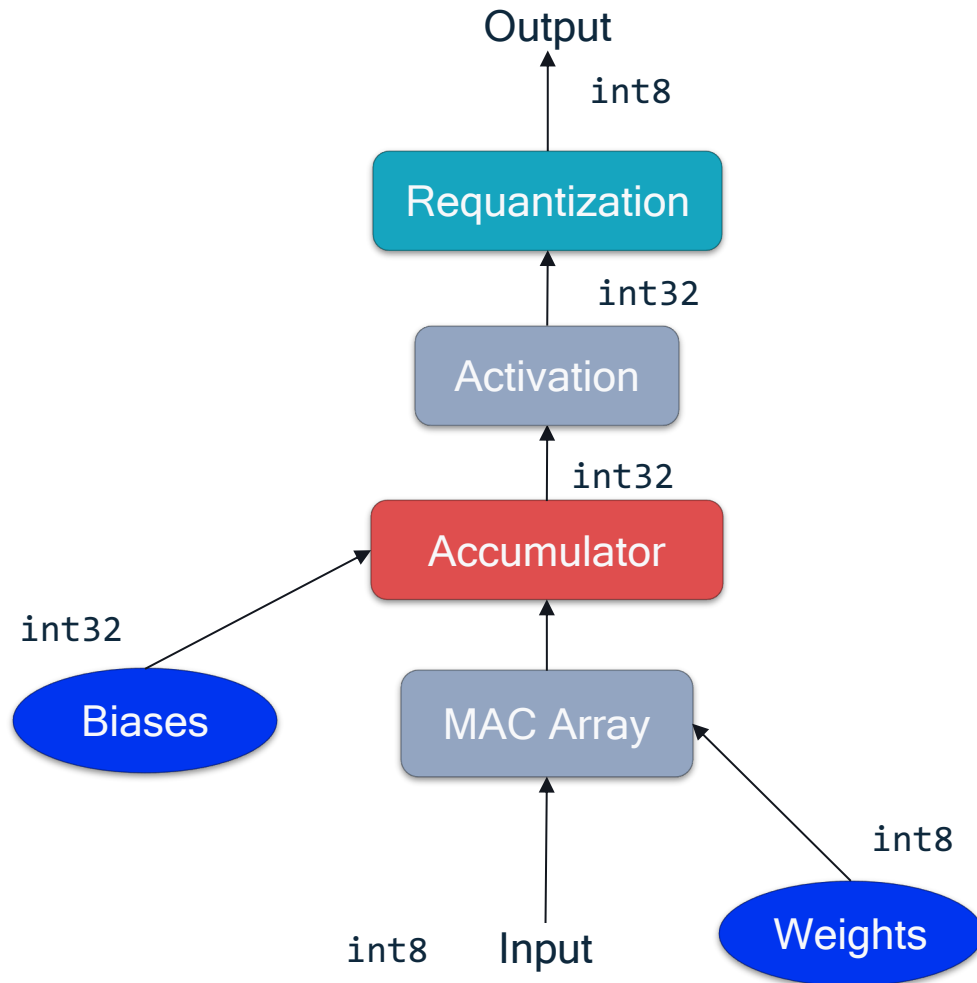 Output
int8
Requantization
int32
Activation
int32
Accumulator
int32
Biases
MAC Array
int8
Weights
int8 Input